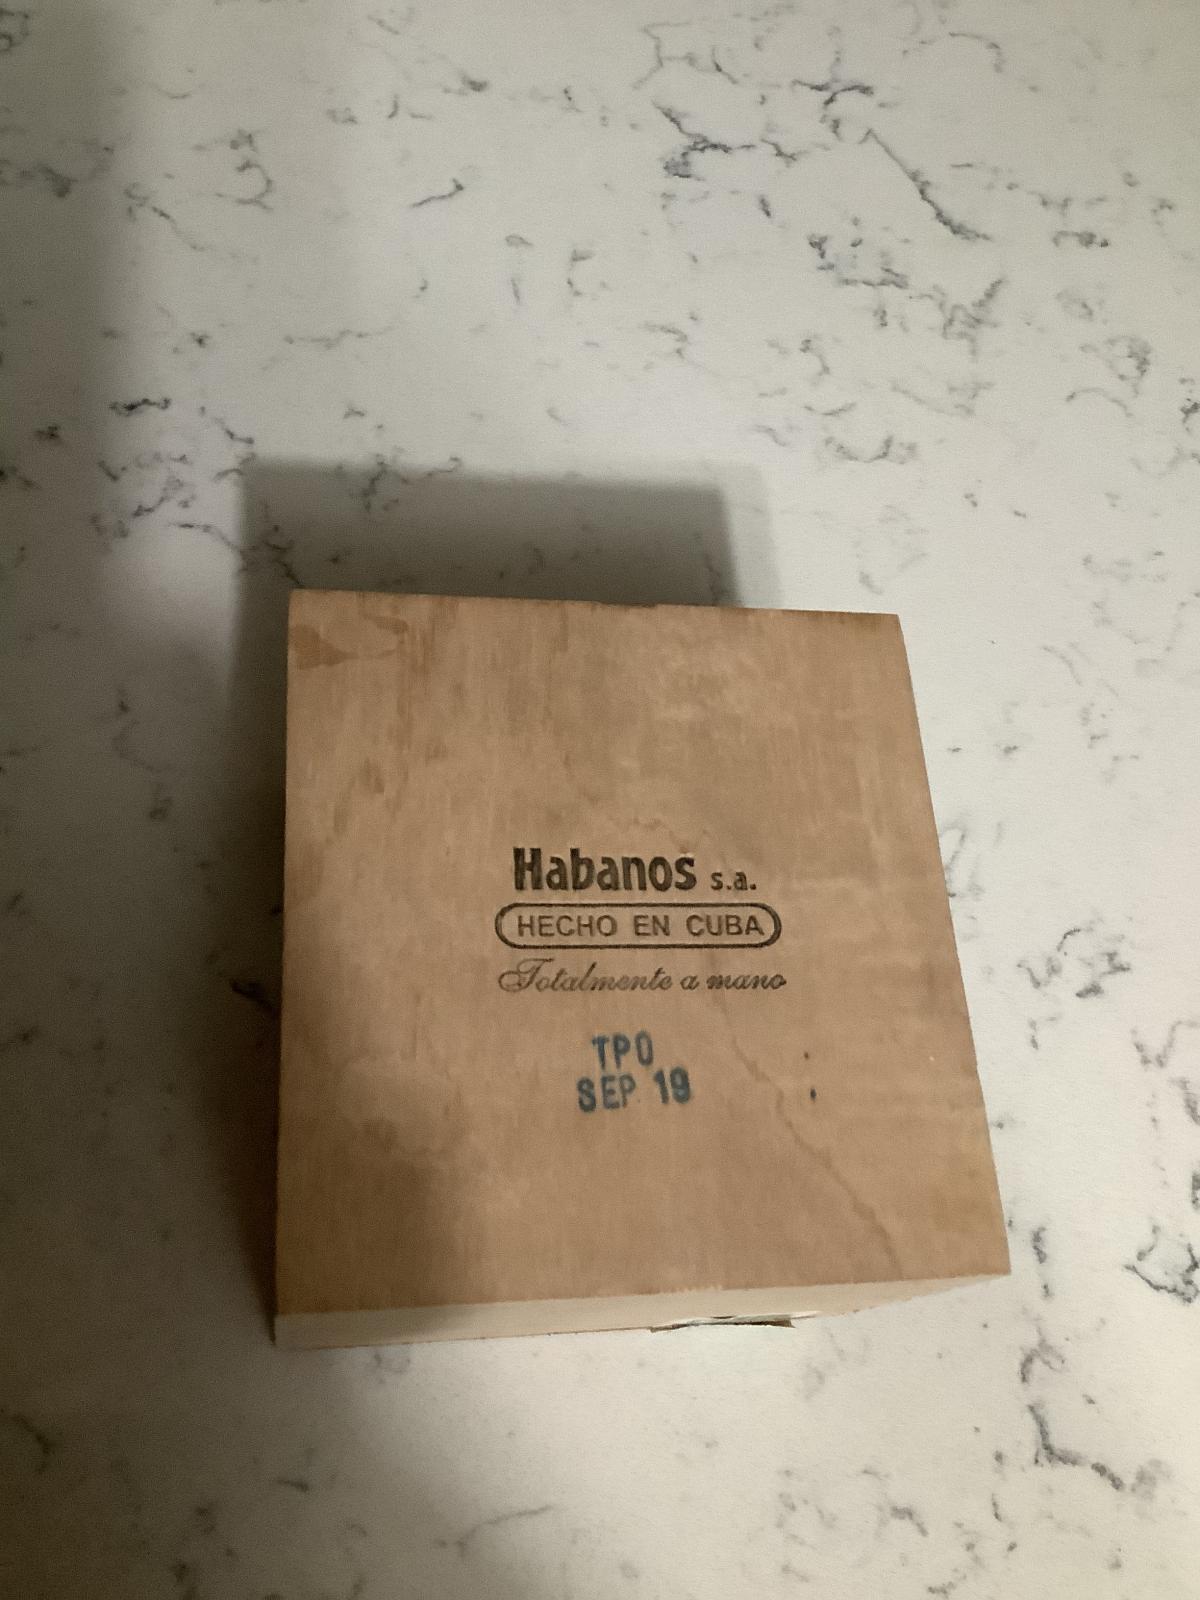 Habanos s.a.
HECHO EN CUBA
Totalmente a mano
TPO
SEP 19